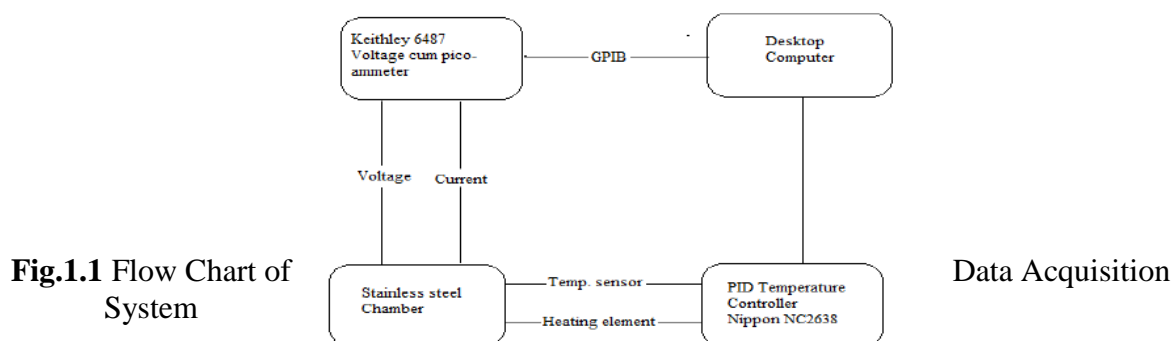 Keithley 6487
Voltage cum pico-
ammeter
GPIB
Desktop
Computer
Voltage
Current
Fig.1.1 Flow Chart of
System
Stainless steel
Chamber
Temp. sensor
Heating element
PID Temperature
Controller
Nippon NC2638
Data Acquisition